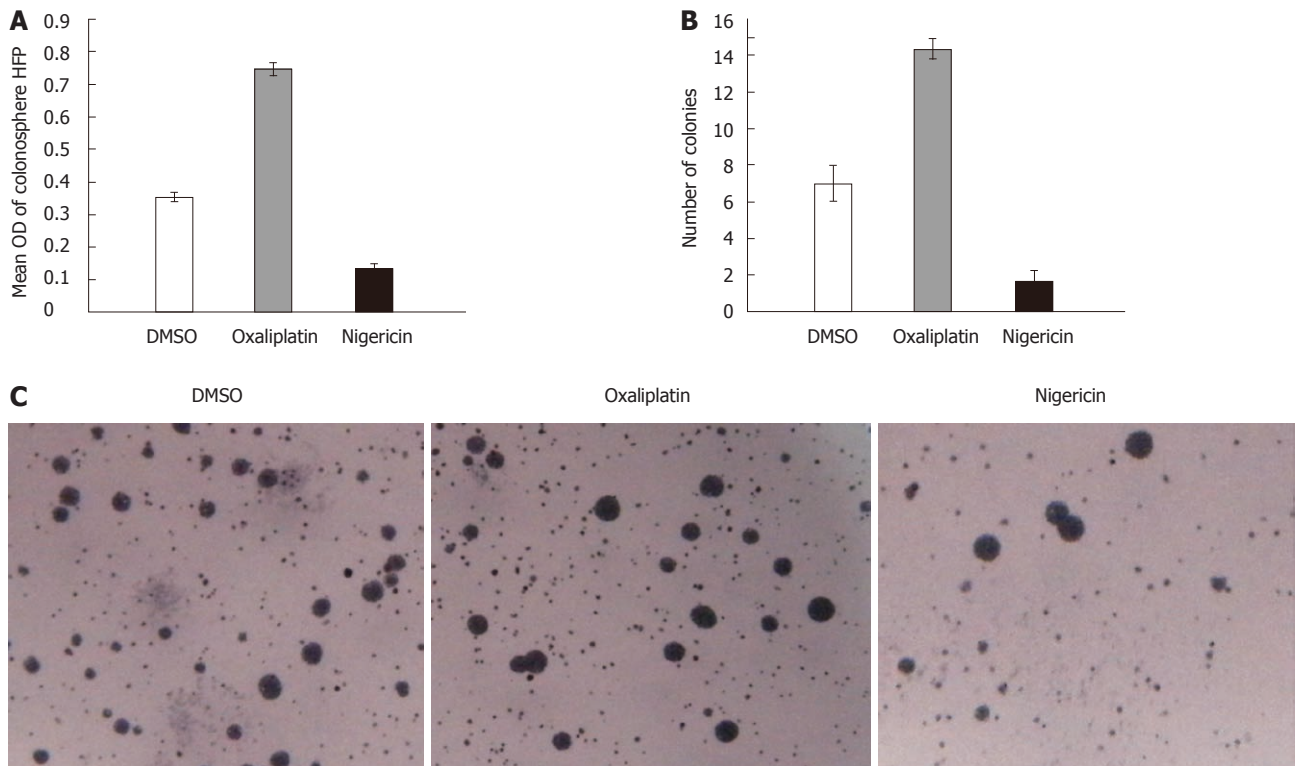 A
Mean OD of colonosphere HFP
0.9
0.8
0.7
0.6
0.5
0.4
0.3
0.2
0.1
0
DMSO Oxaliplatin Nigericin
B
Number of colonies
16
14
12
10
8
6
4
2
0
DMSO Oxaliplatin Nigericin
C
DMSO Oxaliplatin Nigericin